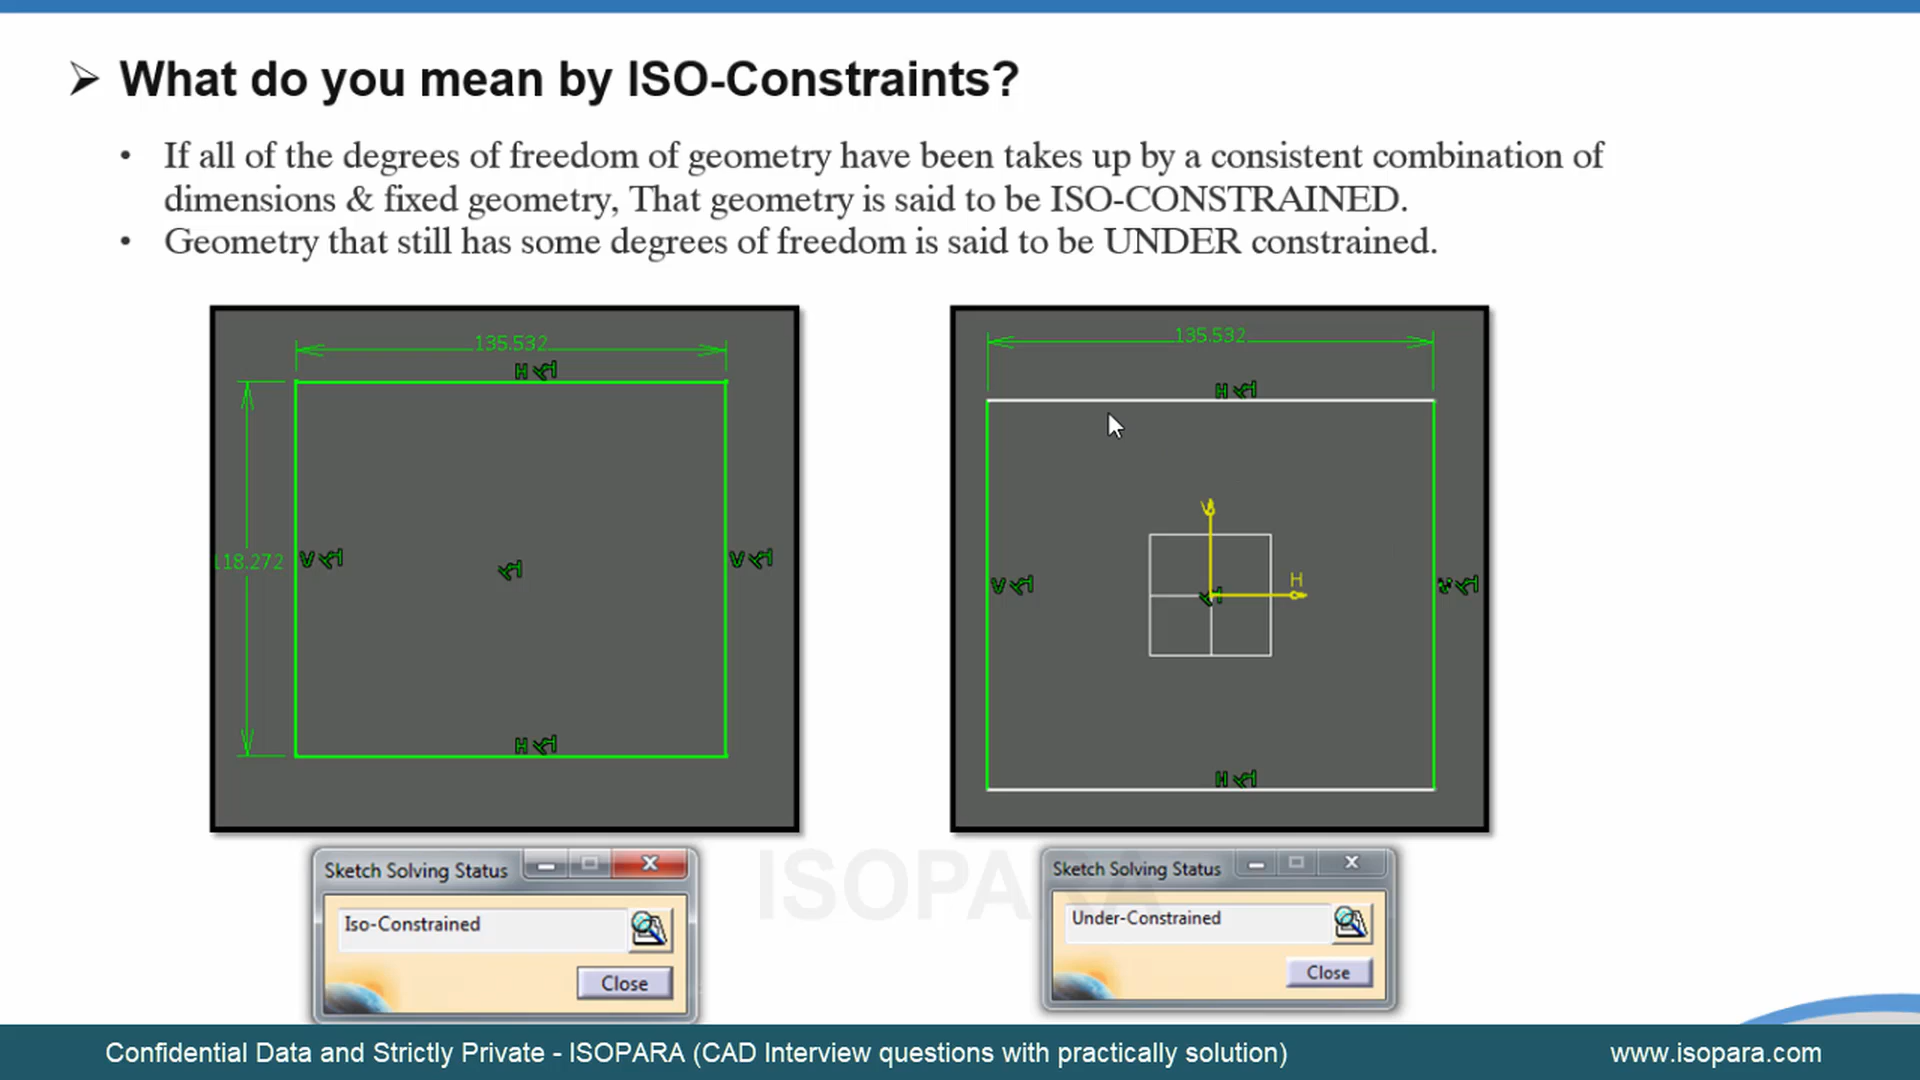 ➢ What do you mean by ISO-Constraints?
• If all of the degrees of freedom of geometry have been takes up by a consistent combination of
dimensions & fixed geometry, That geometry is said to be ISO-CONSTRAINED.
• Geometry that still has some degrees of freedom is said to be UNDER constrained.
135.532
H
118.272
V
V
H
135.532
H
V
H
V
V
H
H
Sketch Solving Status
Iso-Constrained
Close
ISOPARA
Sketch Solving Status
Under-Constrained
Close
Confidential Data and Strictly Private - ISOPARA (CAD Interview questions with practically solution)
www.isopara.com